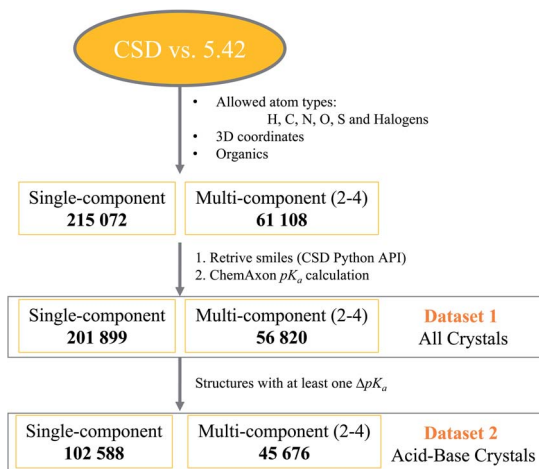 CSD vs. 5.42
• Allowed atom types:
H, C, N, O, S and Halogens
• 3D coordinates
• Organics
Single-component
215 072
Multi-component (2-4)
61 108
1. Retrive smiles (CSD Python API)
2. ChemAxon pKa calculation
Single-component
201 899
Multi-component (2-4)
56 820
Dataset 1
All Crystals
Structures with at least one ΔpKa
Single-component
102 588
Multi-component (2-4)
45 676
Dataset 2
Acid-Base Crystals